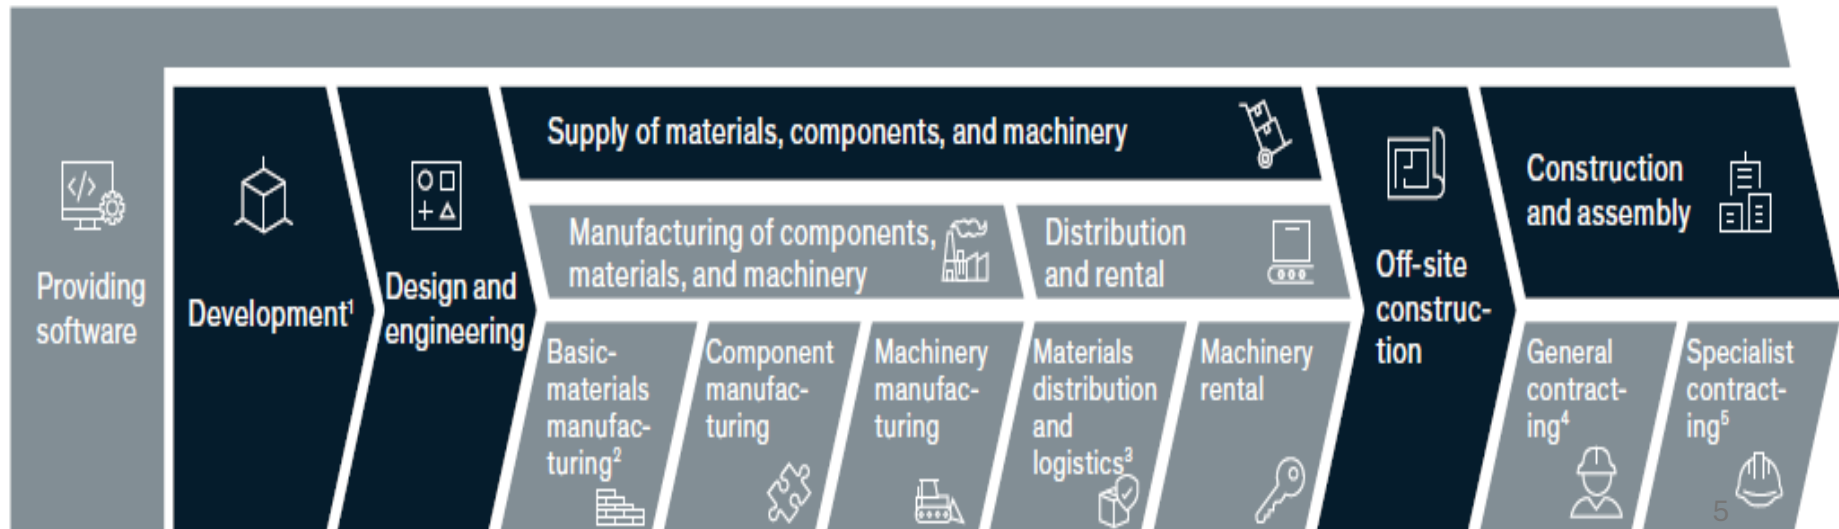 Providing
software
Development¹
Design and
engineering
Supply of materials, components, and machinery
Manufacturing of components,
materials, and machinery
Distribution
and rental
Basic-
materials
manufac-
turing²
Component
manufac-
turing
Machinery
manufac-
turing
Materials
distribution
and
logistics³
Machinery
rental
Off-site
construc-
tion
Construction
and assembly
General
contract-
ing⁴
Specialist
contract-
ing⁵
5